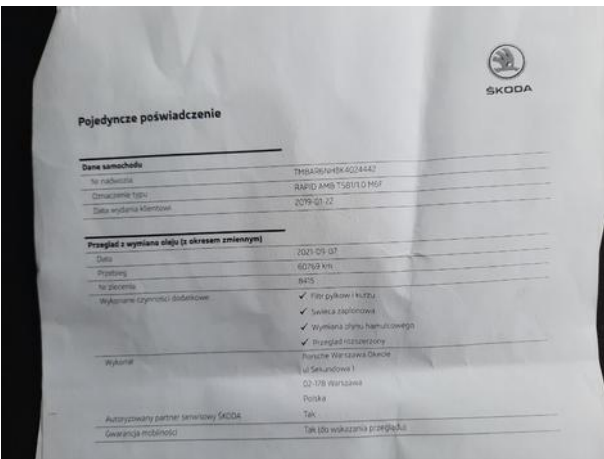 ŠKODA
Pojedyncze poświadczenie
Dane samochodu
Nr nadwozia TMBAR6NH8K4024442
Oznaczenie typu RAPID AMB TS81/1.0 M6F
Data wydania klientowi 2019-01-22
Przegląd z wymianą oleju (z okresem zmiennym)
Data 2021-09-07
Przebieg 60769 km
Nr zlecenia 8415
Wykonane czynności dodatkowe ✓ Filtr pyłków i kurzu
✓ Świeca zapłonowa
✓ Wymiana płynu hamulcowego
✓ Przegląd rozszerzony
Wykonał Porsche Warszawa Okęcie
ul Sekundowa 1
02-178 Warszawa
Polska
Autoryzowany partner serwisowy ŠKODA Tak
Gwarancja mobilności Tak (do wskazania przeglądu)